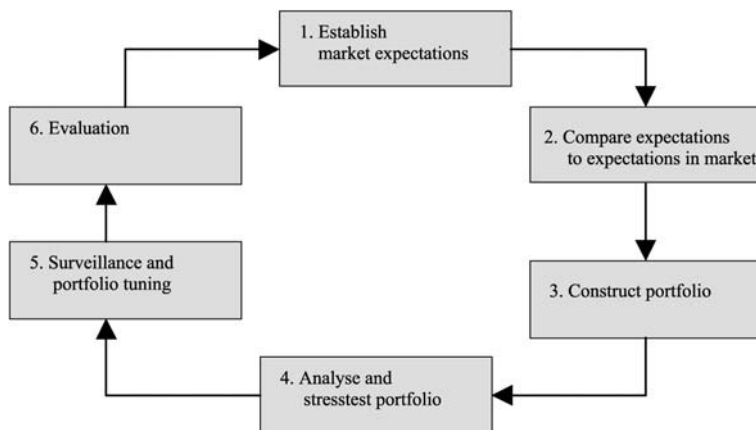 1. Establish
market expectations
2. Compare expectations
to expectations in market
3. Construct portfolio
4. Analyse and
stresstest portfolio
5. Surveillance and
portfolio tuning
6. Evaluation